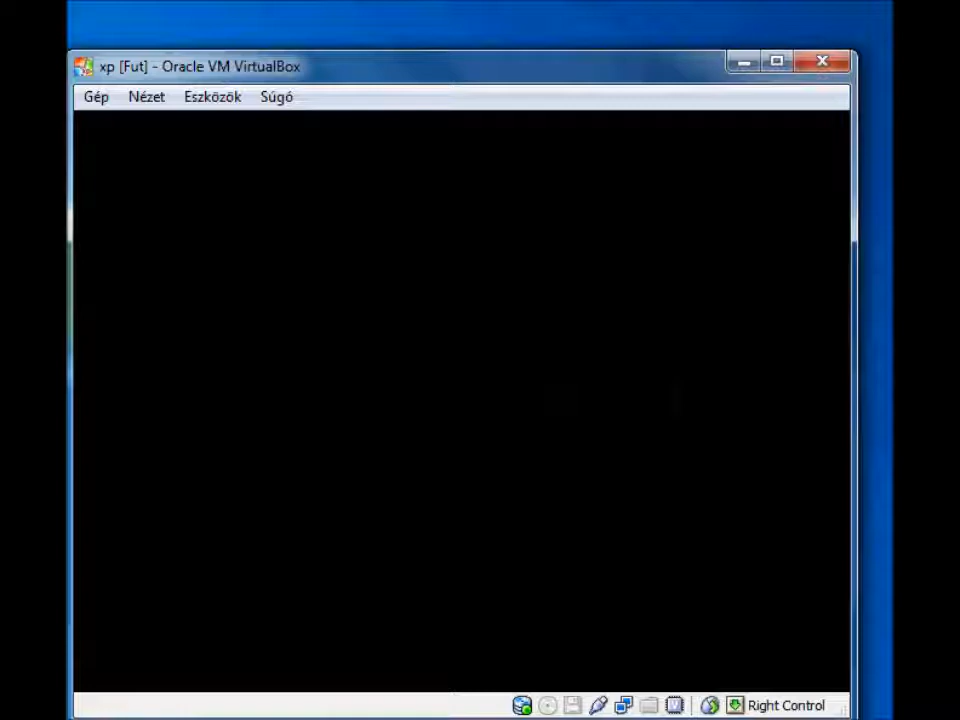 xp [Fut] - Oracle VM VirtualBox
Gép Nézet Eszközök Súgó
Right Control